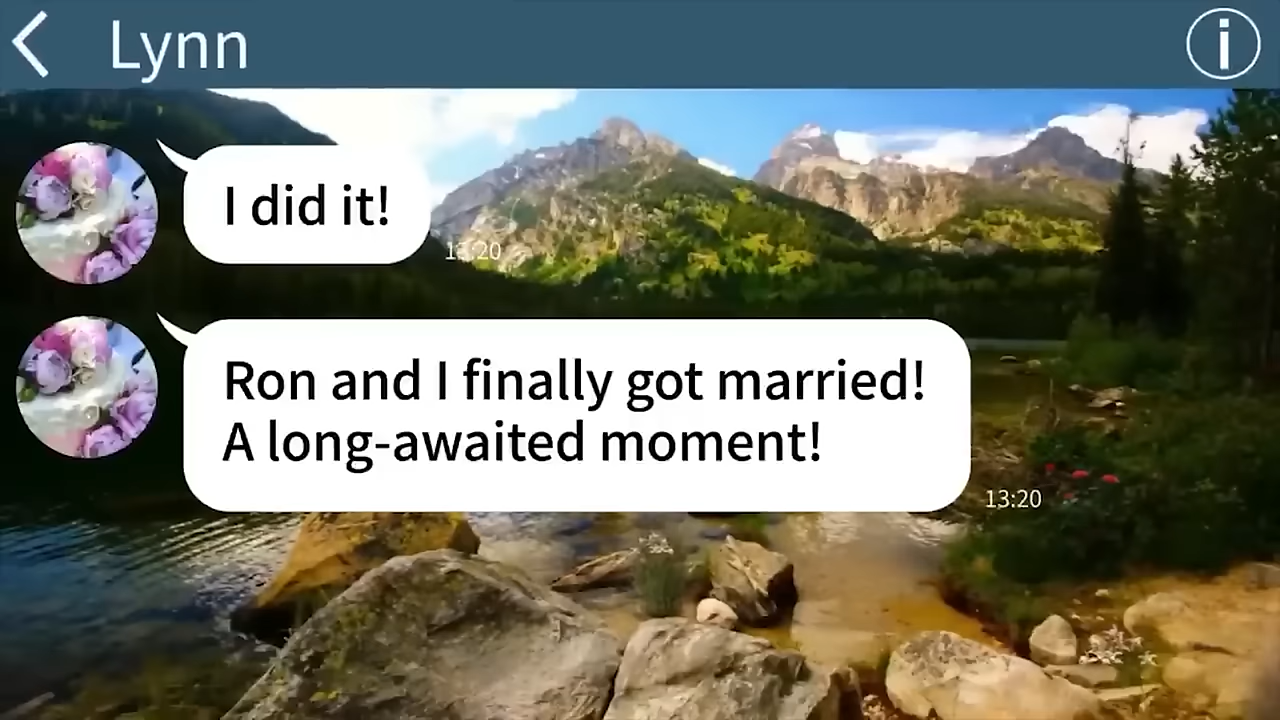 Lynn
I did it!
13:20
Ron and I finally got married!
A long-awaited moment!
13:20